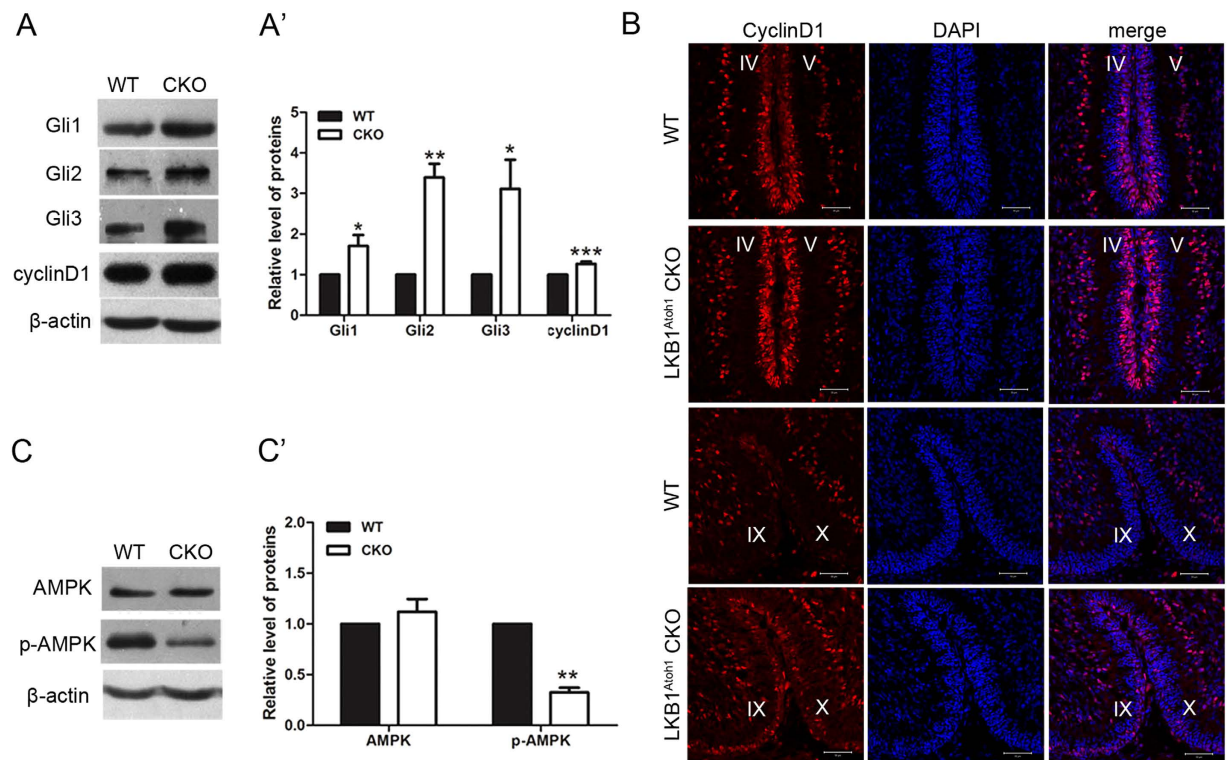 A
WT CKO
Gli1
Gli2
Gli3
cyclinD1
β-actin
A'
WT
CKO
Relative level of proteins
5
4
3
2
1
0
*
**
*
***
Gli1 Gli2 Gli3 cyclinD1
B
CyclinD1 DAPI merge
WT
IV V
IV V
LKB1Atoh1 CKO
IV V
IV V
WT
IX X
IX X
LKB1Atoh1 CKO
IX X
IX X
C
WT CKO
AMPK
p-AMPK
β-actin
C'
WT
CKO
Relative level of proteins
2.0
1.5
1.0
0.5
0.0
**
AMPK p-AMPK